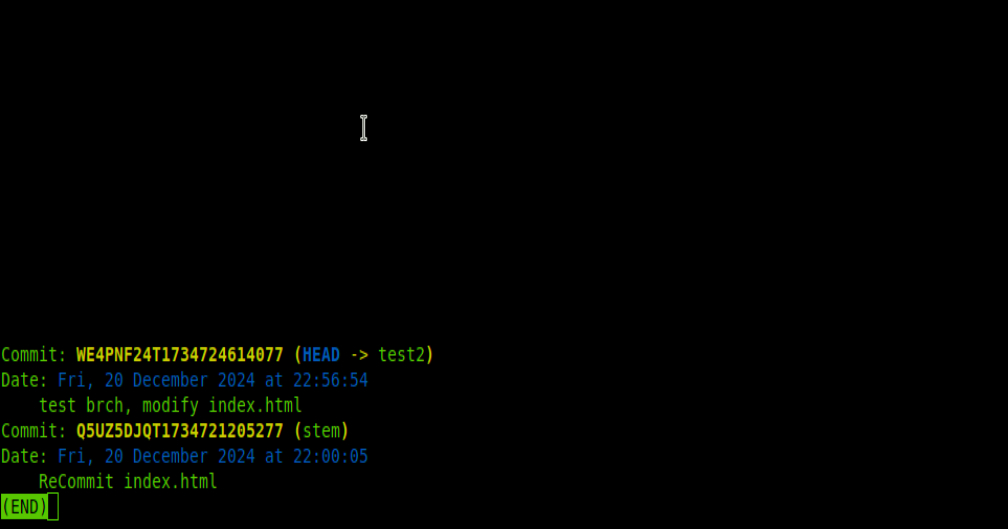 Commit: WE4PNF24T1734724614077 (HEAD -> test2)
Date: Fri, 20 December 2024 at 22:56:54
    test brch, modify index.html
Commit: Q5UZ5DJQT1734721205277 (stem)
Date: Fri, 20 December 2024 at 22:00:05
    ReCommit index.html
(END)